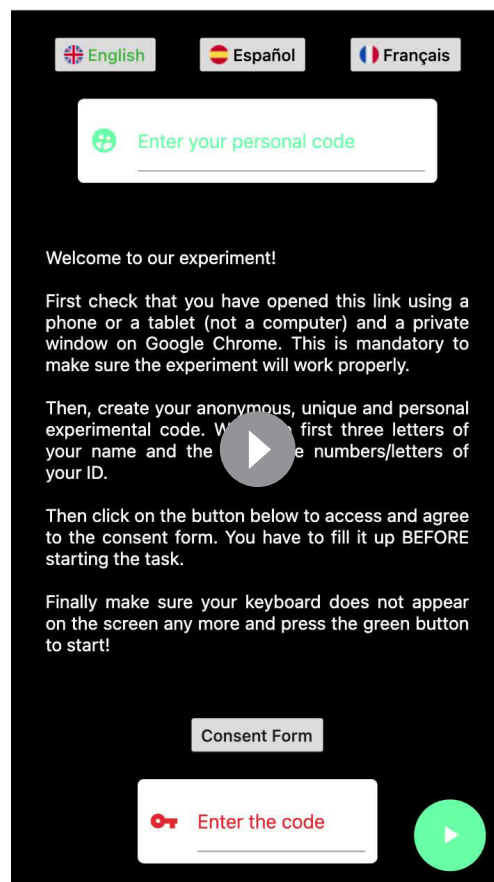 English
Español
Français
Enter your personal code
Welcome to our experiment!
First check that you have opened this link using a
phone or a tablet (not a computer) and a private
window on Google Chrome. This is mandatory to
make sure the experiment will work properly.
Then, create your anonymous, unique and personal
experimental code. first three letters of
your name and the numbers/letters of
your ID.
Then click on the button below to access and agree
to the consent form. You have to fill it up BEFORE
starting the task.
Finally make sure your keyboard does not appear
on the screen any more and press the green button
to start!
Consent Form
Enter the code